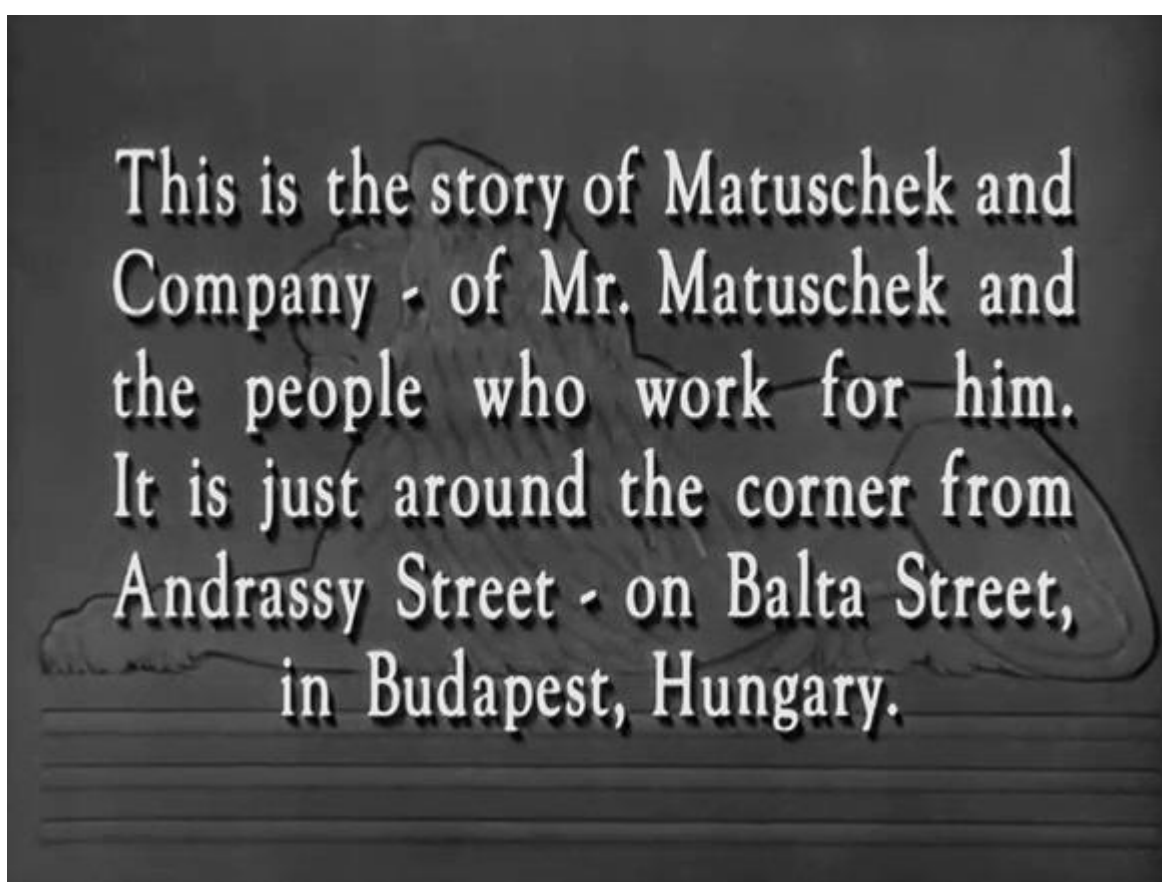 This is the story of Matuschek and
Company - of Mr. Matuschek and
the people who work for him.
It is just around the corner from
Andrassy Street - on Balta Street,
in Budapest, Hungary.